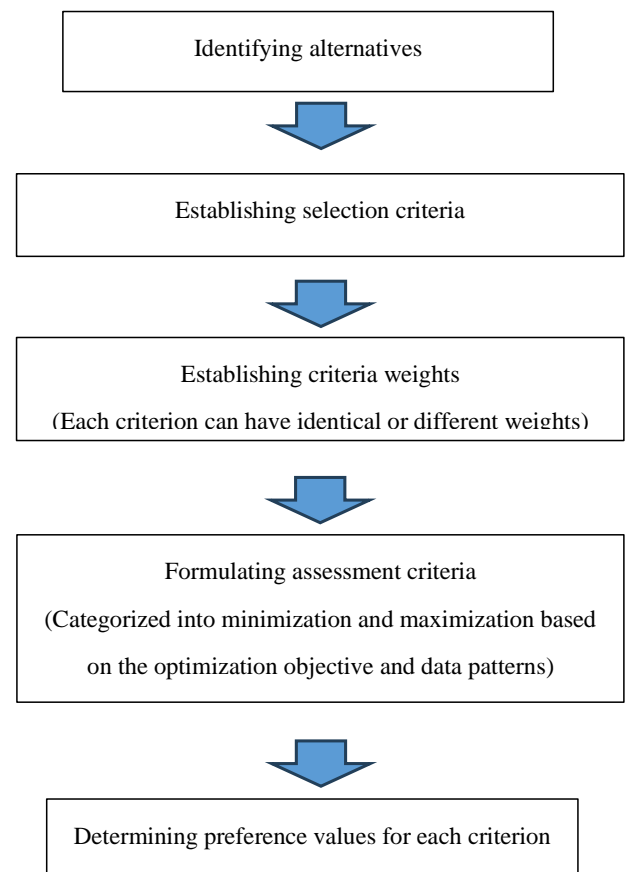 Identifying alternatives
Establishing selection criteria
Establishing criteria weights
(Each criterion can have identical or different weights)
Formulating assessment criteria
(Categorized into minimization and maximization based
on the optimization objective and data patterns)
Determining preference values for each criterion